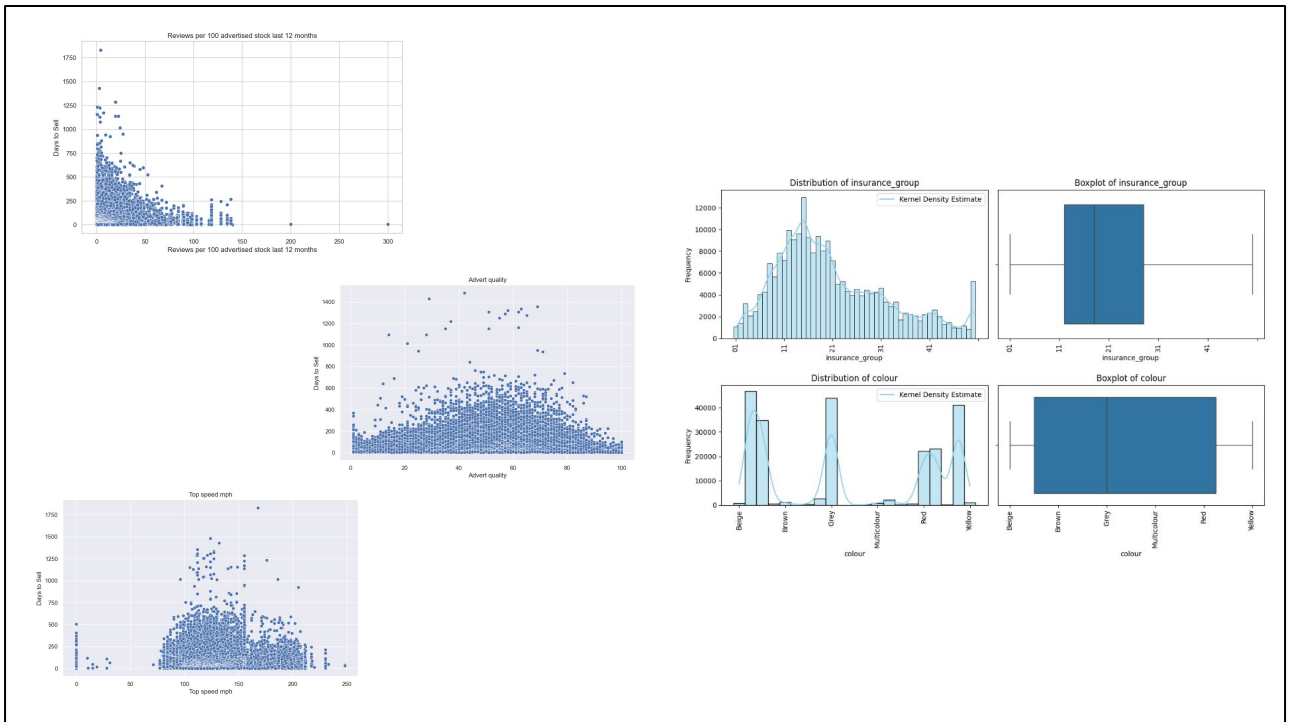 Reviews per 100 advertised stock last 12 months
1750
1500
1250
1000
750
500
250
0
Days to Sell
0 50 100 150 200 250 300
Reviews per 100 advertised stock last 12 months
Advert quality
1400
1200
1000
800
600
400
200
0
Days to Sell
0 20 40 60 80 100
Advert quality
Top speed mph
1750
1500
1250
1000
750
500
250
0
Days to Sell
0 50 100 150 200 250
Top speed mph
Distribution of insurance_group
Kernel Density Estimate
12000
10000
8000
6000
4000
2000
0
Frequency
01 11 21 31 41
insurance_group
Boxplot of insurance_group
01 11 21 31 41
insurance_group
Distribution of colour
Kernel Density Estimate
40000
30000
20000
10000
0
Frequency
Beige Brown Grey Multicolour Red Yellow
colour
Boxplot of colour
Beige Brown Grey Multicolour Red Yellow
colour